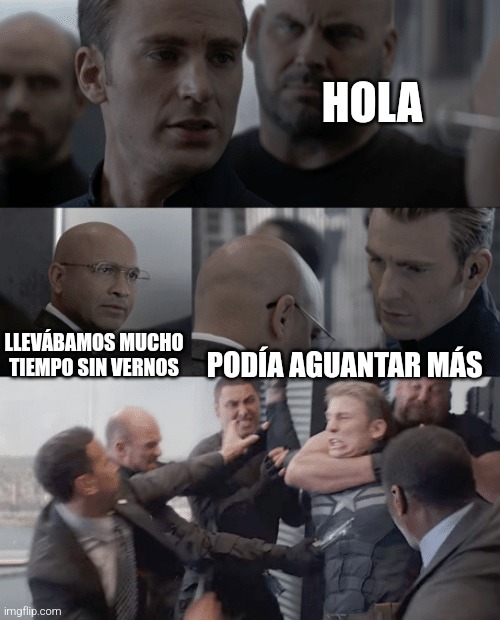 HOLA
LLEVÁBAMOS MUCHO
TIEMPO SIN VERNOS
PODÍA AGUANTAR MÁS
imgflip.com